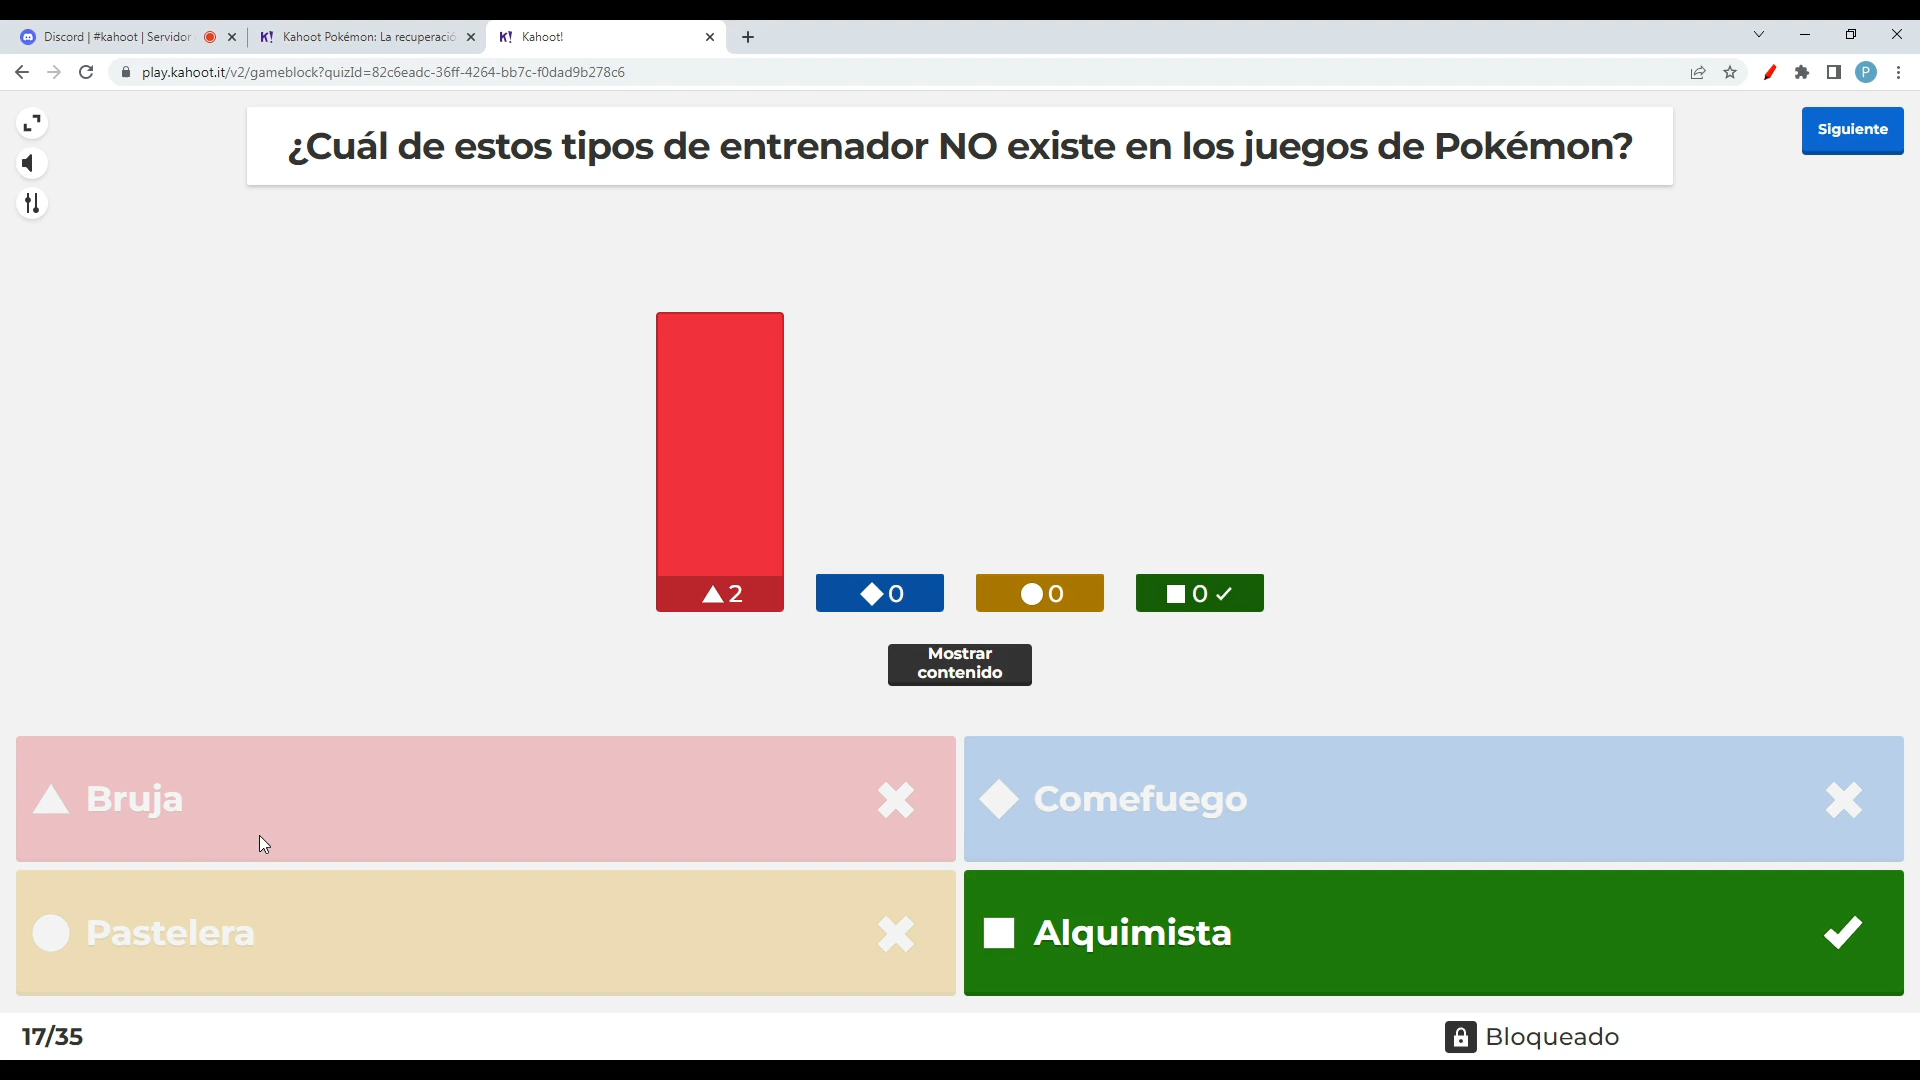 Discord | #kahoot | Servidor
K! Kahoot Pokémon: La recuperació
K! Kahoot!
play.kahoot.it/v2/gameblock?quizId=82c6eadc-36ff-4264-bb7c-f0dad9b278c6
P
¿Cuál de estos tipos de entrenador NO existe en los juegos de Pokémon?
Siguiente
2
0
0
0
Mostrar
contenido
Bruja
Comefuego
Pastelera
Alquimista
17/35
Bloqueado